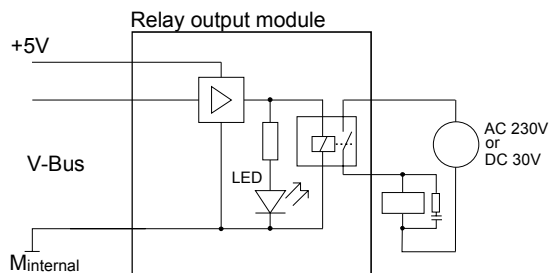 Relay output module
+5V
V-Bus
LED
AC 230V
or
DC 30V
Minternal